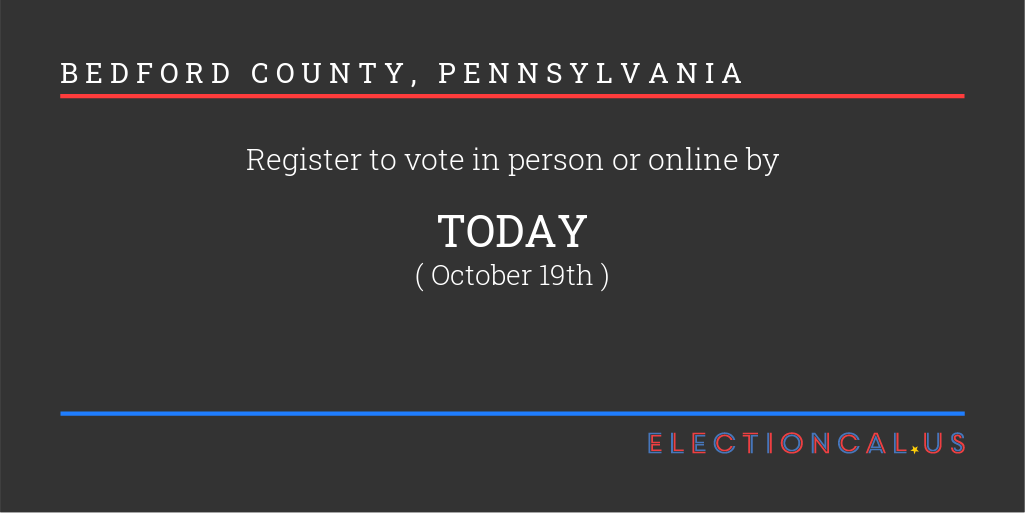 BEDFORD COUNTY, PENNSYLVANIA
Register to vote in person or online by
TODAY
( October 19th )
ELECTIONCAL.US